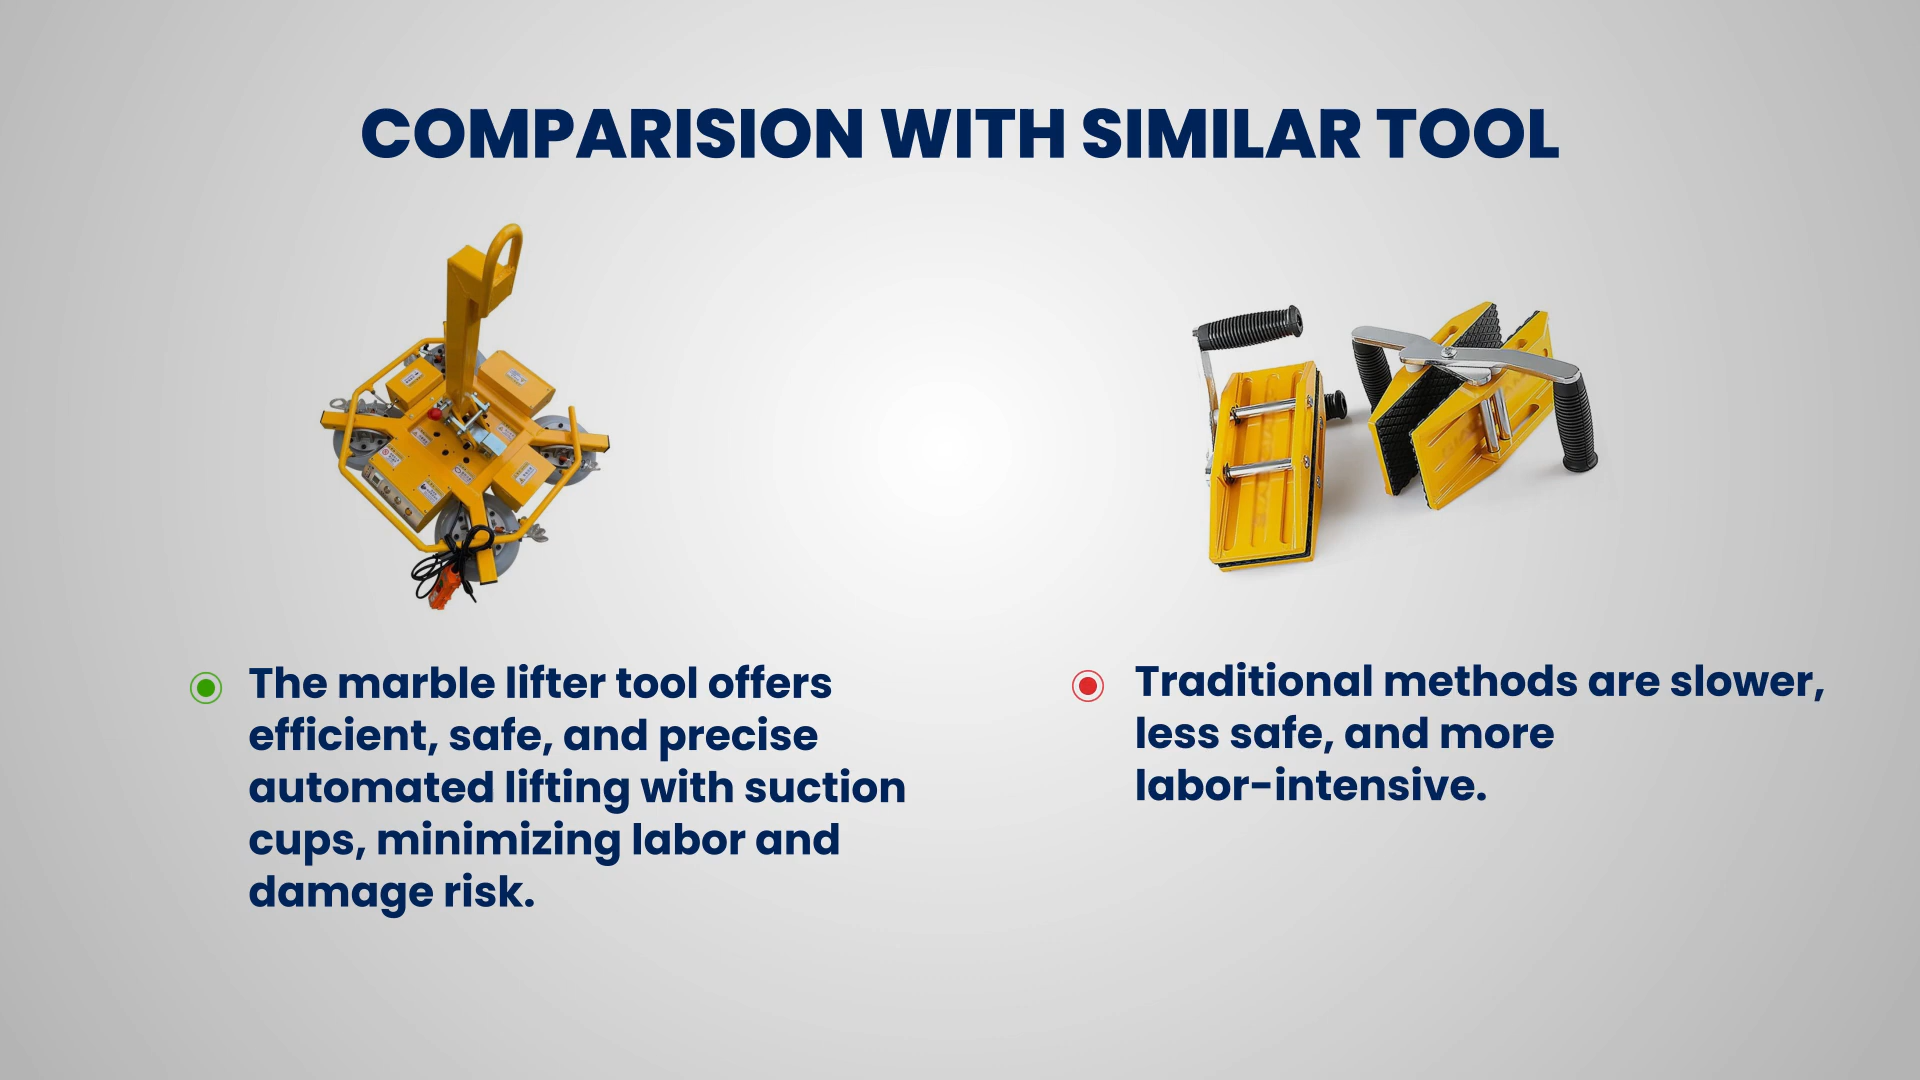 COMPARISION WITH SIMILAR TOOL
The marble lifter tool offers
efficient, safe, and precise
automated lifting with suction
cups, minimizing labor and
damage risk.
Traditional methods are slower,
less safe, and more
labor-intensive.